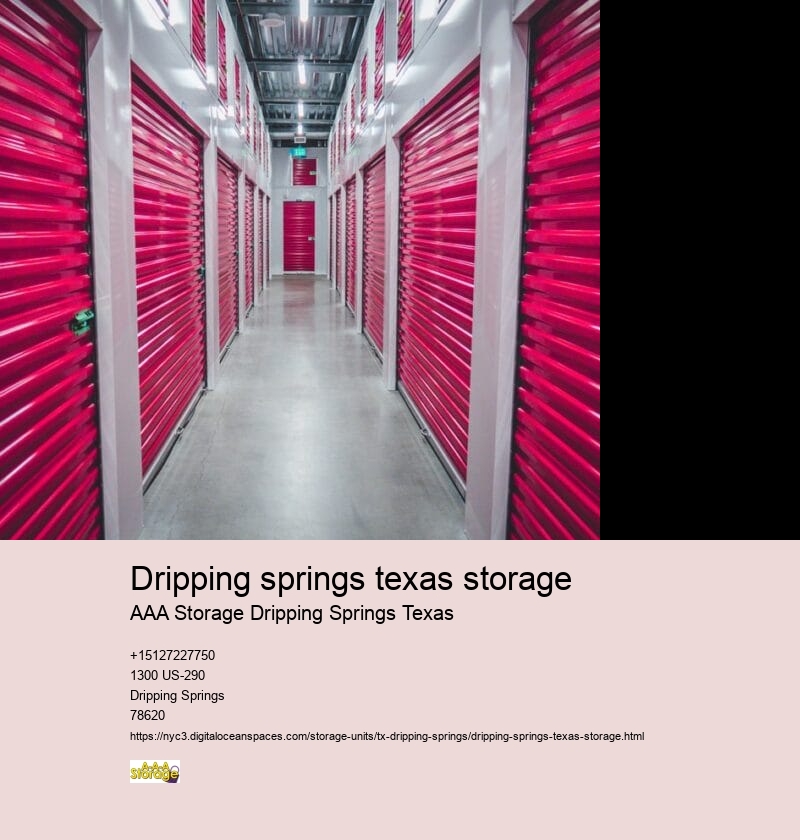 Dripping springs texas storage
AAA Storage Dripping Springs Texas
+15127227750
1300 US-290
Dripping Springs
78620
https://nyc3.digitaloceanspaces.com/storage-units/tx-dripping-springs/dripping-springs-texas-storage.html
AAA
Storage